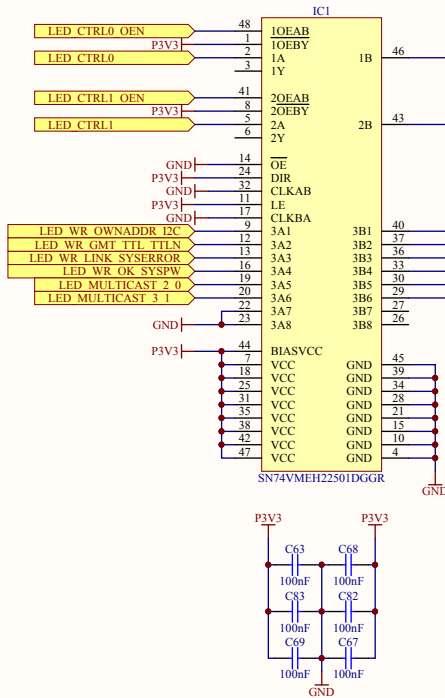 IC1
LED_CTRL0_OEN 48 1OEAB
P3V3 1 1OEBY
LED_CTRL0 2 1A 1B 46
3 1Y
LED_CTRL1_OEN 41 2OEAB
P3V3 8 2OEBY
LED_CTRL1 5 2A 2B 43
6 2Y
GND 14 OE
P3V3 24 DIR
GND 32 CLKAB
P3V3 11 LE
GND 17 CLKBA
LED_WR_OWNADDR_I2C 9 3A1 3B1 40
LED_WR_GMT_TTL_TTLN 12 3A2 3B2 37
LED_WR_LINK_SYSERROR 13 3A3 3B3 36
LED_WR_OK_SYSPW 16 3A4 3B4 33
LED_MULTICAST_2_0 19 3A5 3B5 30
LED_MULTICAST_3_1 20 3A6 3B6 29
22 3A7 3B7 27
GND 23 3A8 3B8 26
P3V3 44 BIASVCC
7 VCC GND 45
18 VCC GND 39
25 VCC GND 34
31 VCC GND 28
35 VCC GND 21
38 VCC GND 15
42 VCC GND 10
47 VCC GND 4
SN74VMEH22501DGGR
GND
P3V3 P3V3
C63 C68
100nF 100nF
C83 C82
100nF 100nF
C69 C67
100nF 100nF
GND